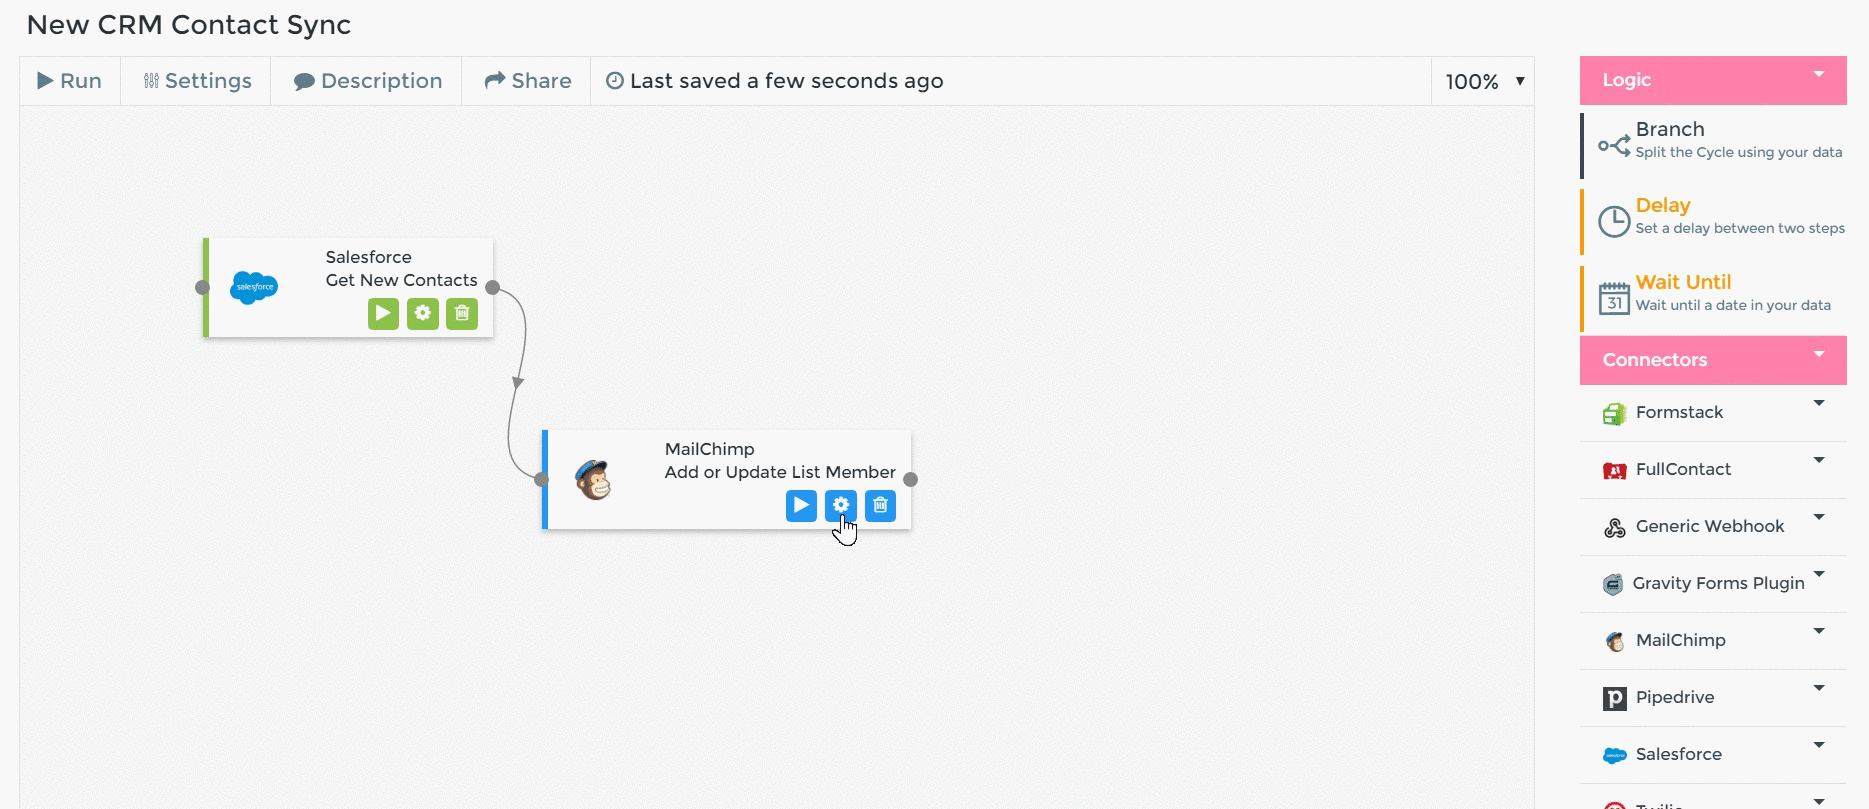 New CRM Contact Sync
Run
Settings
Description
Share
Last saved a few seconds ago
100%
Salesforce
Get New Contacts
salesforce
MailChimp
Add or Update List Member
Logic
Branch
Split the Cycle using your data
Delay
Set a delay between two steps
31
Wait Until
Wait until a date in your data
Connectors
Formstack
FullContact
Generic Webhook
Gravity Forms Plugin
MailChimp
Pipedrive
Salesforce